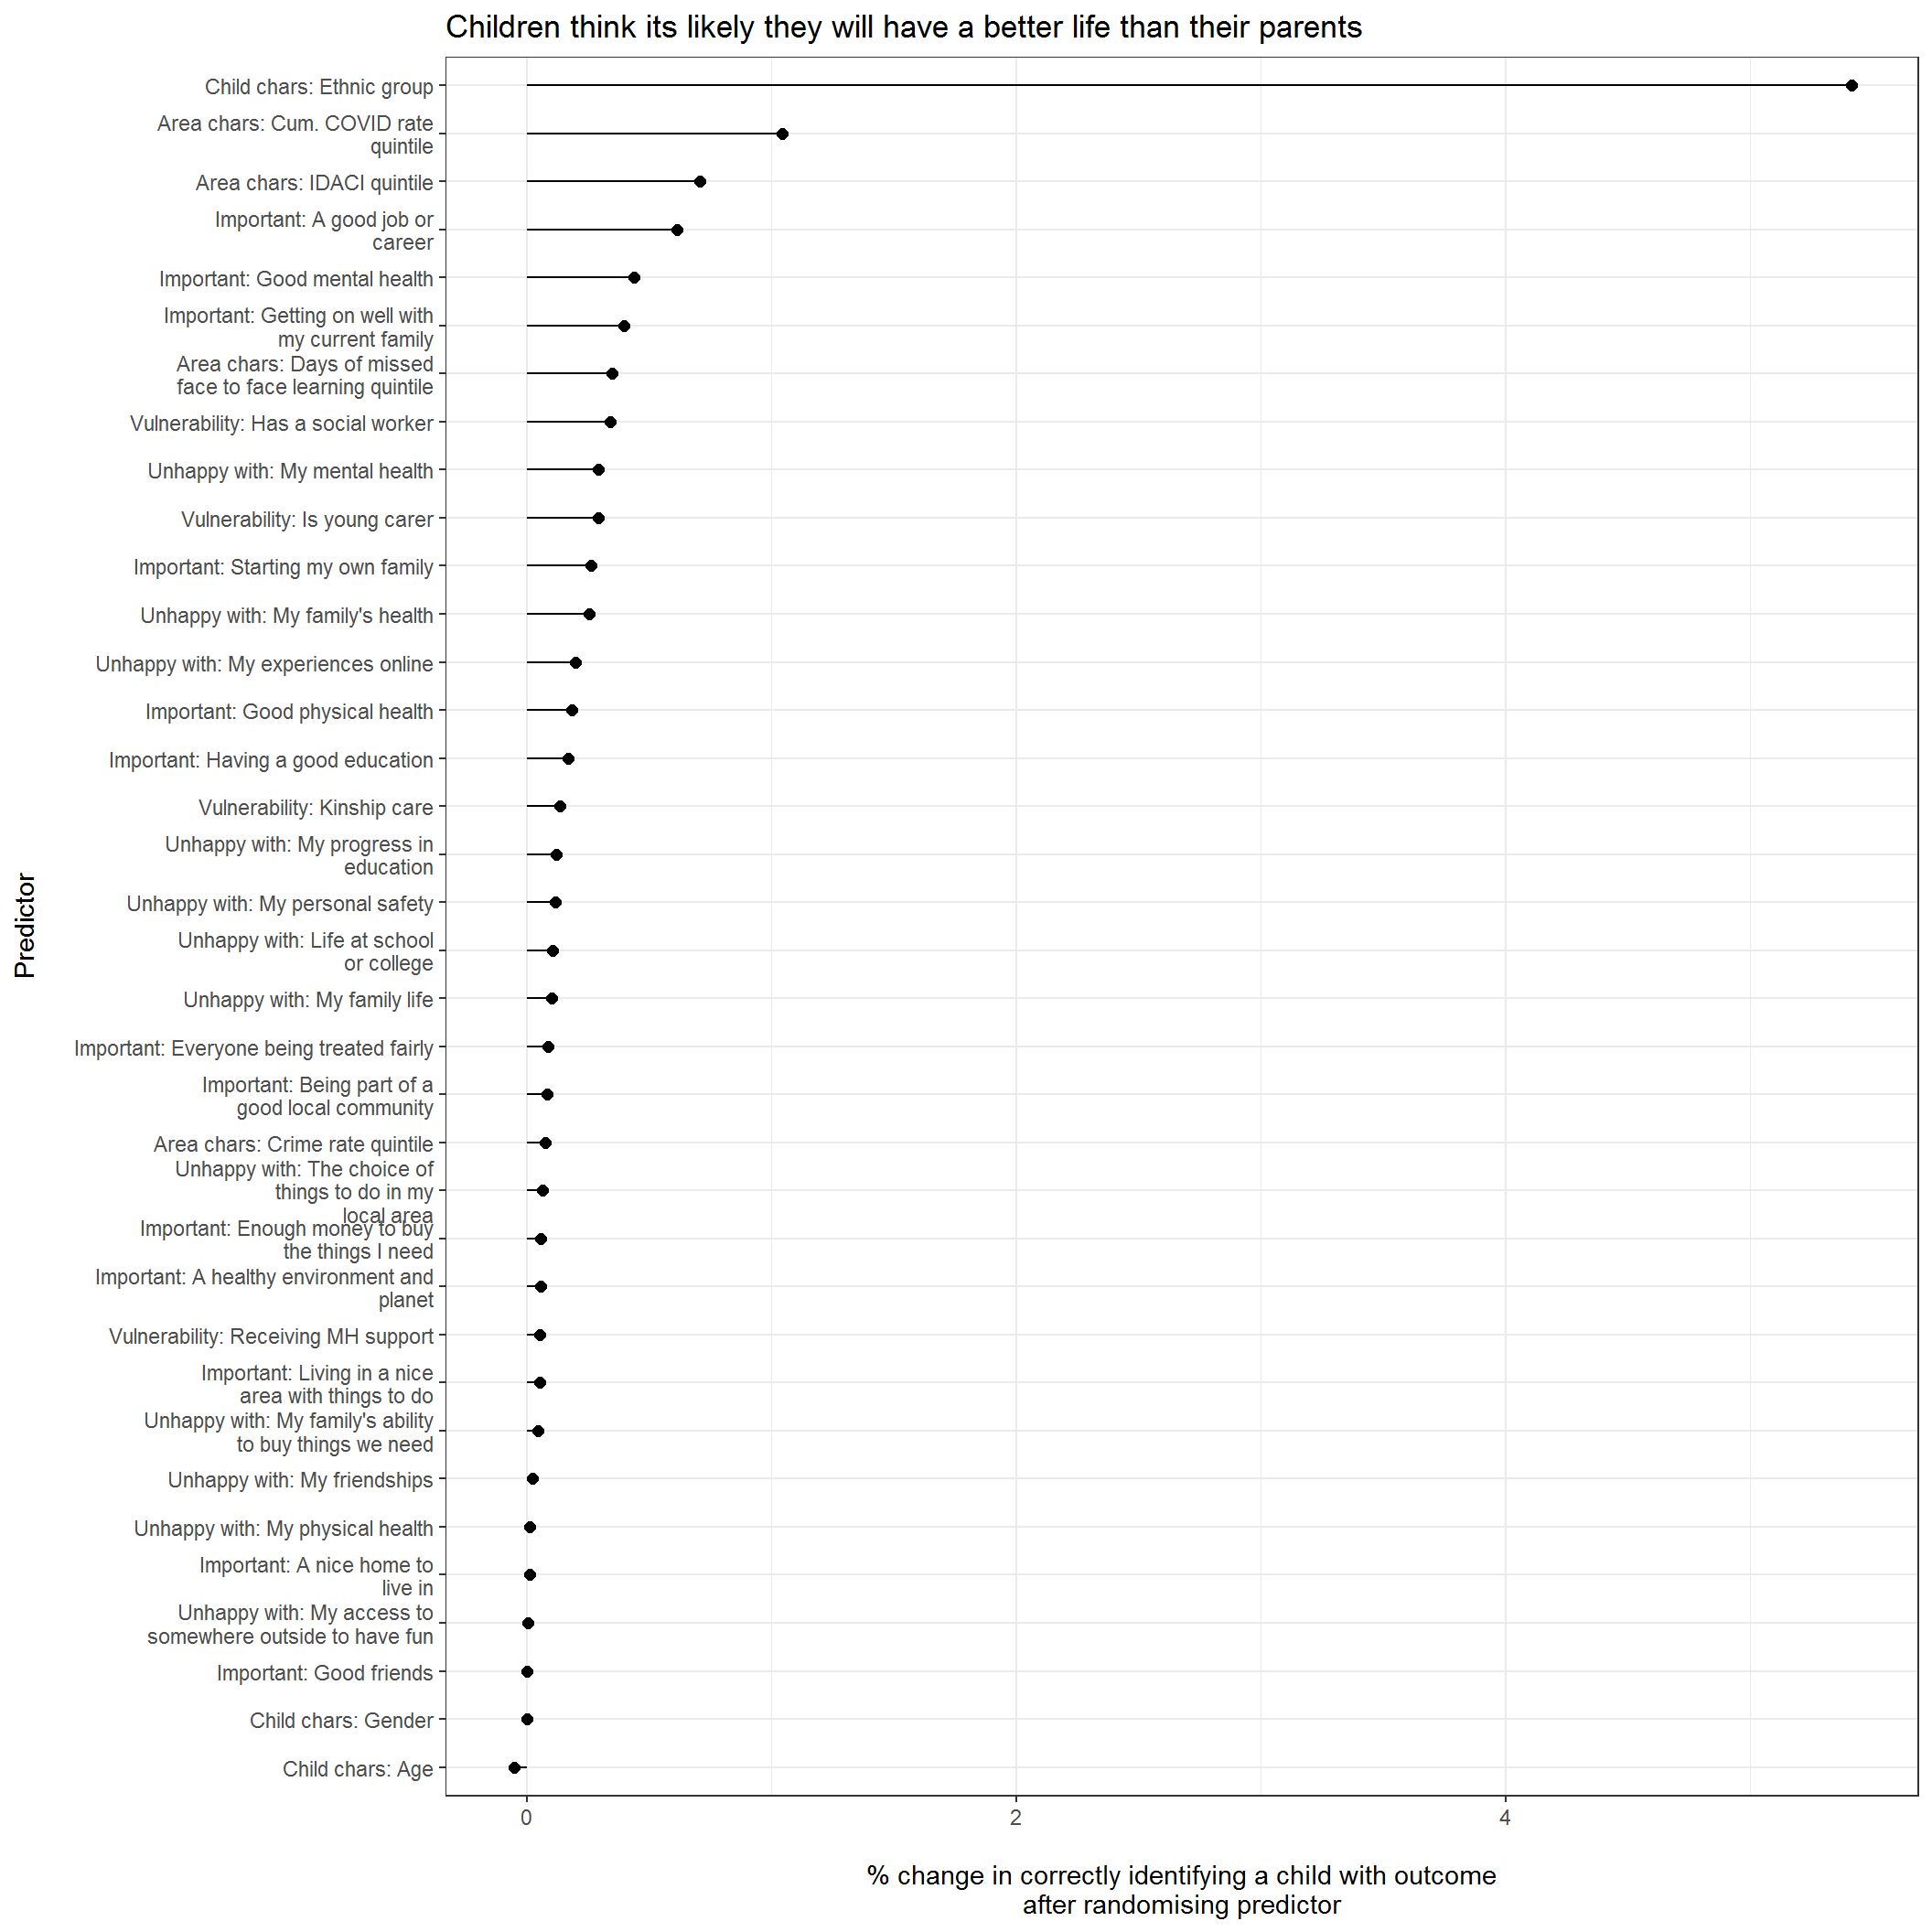 Children think its likely they will have a better life than their parents
Child chars: Ethnic group
Area chars: Cum. COVID rate
quintile
Area chars: IDACI quintile
Important: A good job or
career
Important: Good mental health
Important: Getting on well with
my current family
Area chars: Days of missed
face to face learning quintile
Vulnerability: Has a social worker
Unhappy with: My mental health
Vulnerability: Is young carer
Important: Starting my own family
Unhappy with: My family's health
Unhappy with: My experiences online
Important: Good physical health
Important: Having a good education
Vulnerability: Kinship care
Unhappy with: My progress in
education
Unhappy with: My personal safety
Unhappy with: Life at school
or college
Unhappy with: My family life
Important: Everyone being treated fairly
Important: Being part of a
good local community
Area chars: Crime rate quintile
Unhappy with: The choice of
things to do in my
local area
Important: Enough money to buy
the things I need
Important: A healthy environment and
planet
Vulnerability: Receiving MH support
Important: Living in a nice
area with things to do
Unhappy with: My family's ability
to buy things we need
Unhappy with: My friendships
Unhappy with: My physical health
Important: A nice home to
live in
Unhappy with: My access to
somewhere outside to have fun
Important: Good friends
Child chars: Gender
Child chars: Age
Predictor
0 2 4
% change in correctly identifying a child with outcome
after randomising predictor